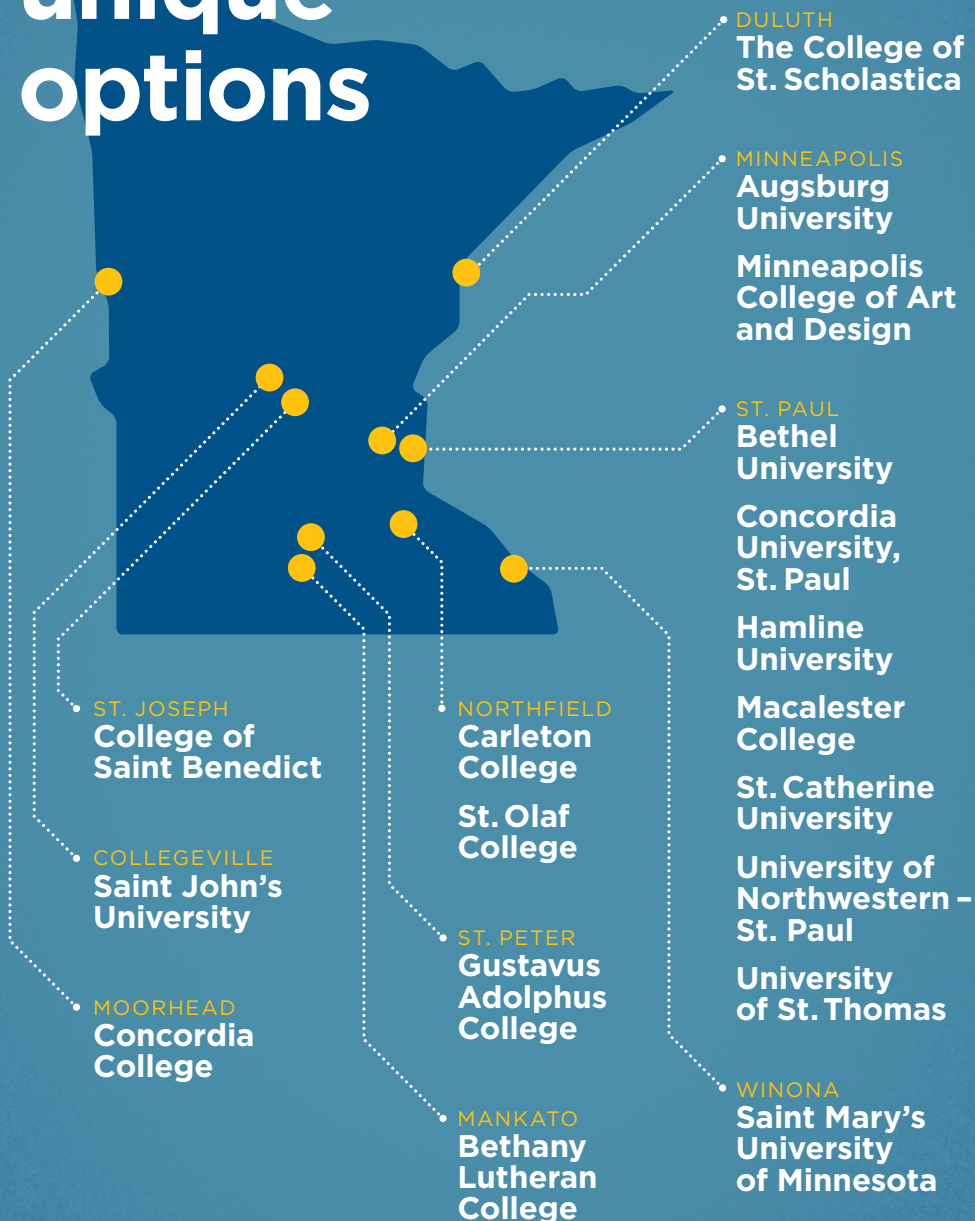 unique
options
DULUTH
The College of
St. Scholastica
MINNEAPOLIS
Augsburg
University
Minneapolis
College of Art
and Design
ST. PAUL
Bethel
University
Concordia
University,
St. Paul
Hamline
University
Macalester
College
St. Catherine
University
University of
Northwestern –
St. Paul
University
of St. Thomas
WINONA
Saint Mary's
University
of Minnesota
NORTHFIELD
Carleton
College
St. Olaf
College
ST. PETER
Gustavus
Adolphus
College
MANKATO
Bethany
Lutheran
College
ST. JOSEPH
College of
Saint Benedict
COLLEGEVILLE
Saint John's
University
MOORHEAD
Concordia
College